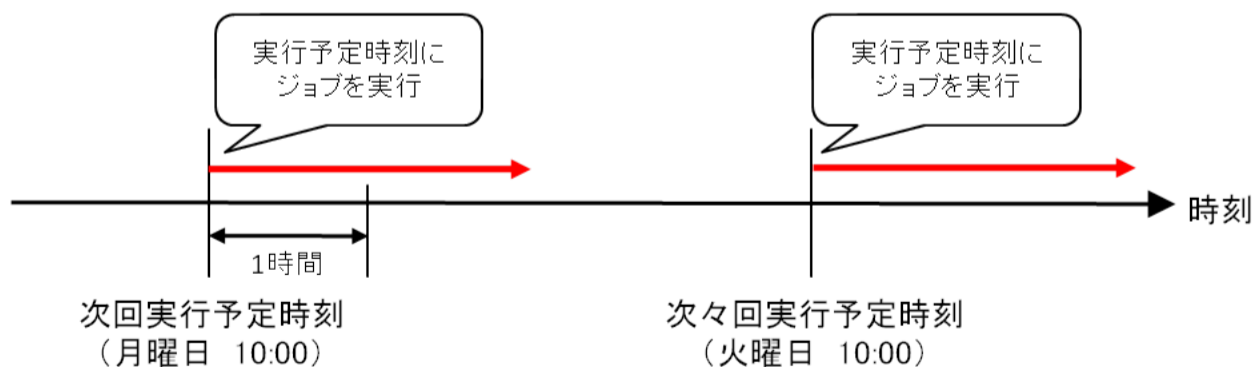 実行予定時刻に
ジョブを実行
実行予定時刻に
ジョブを実行
時刻
1時間
次回実行予定時刻
（月曜日 10:00）
次々回実行予定時刻
（火曜日 10:00）